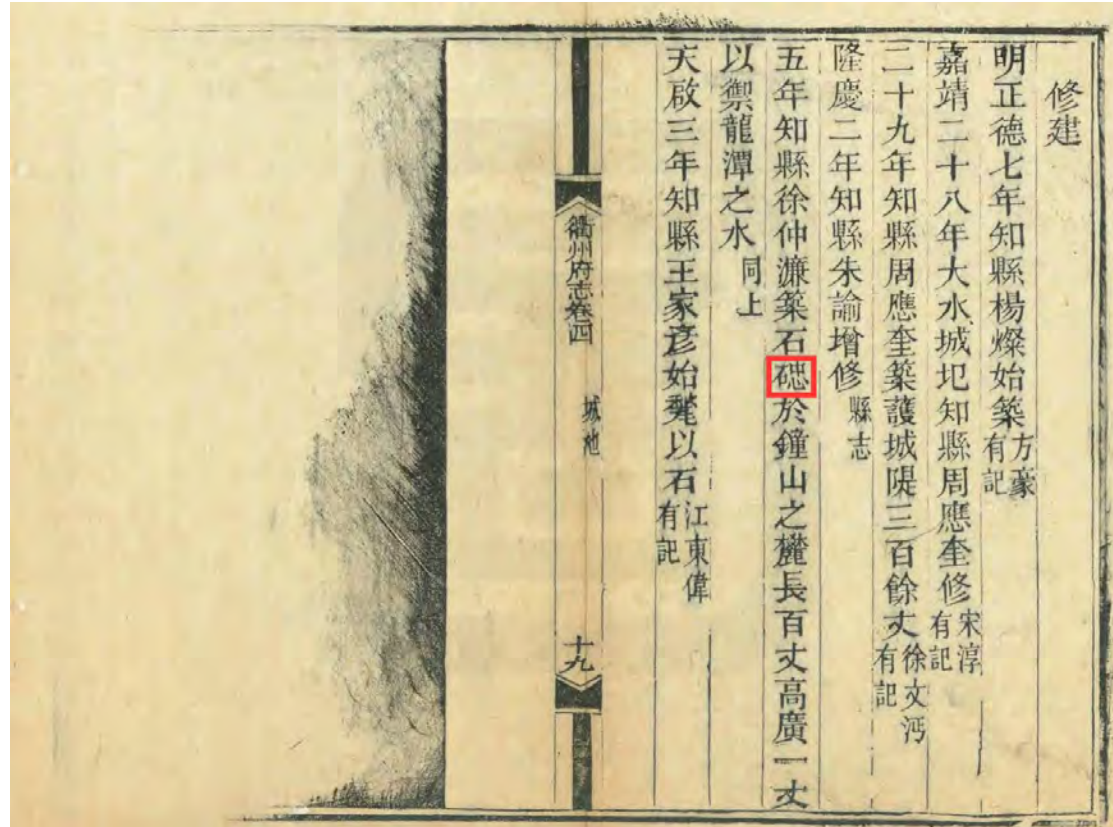 修建
明正德七年知縣楊燦始築方豪有記
嘉靖二十八年大水城圯知縣周應奎修宋淳有記
二十九年知縣周應奎築護城隄三百餘丈徐文沔有記
隆慶二年知縣朱諭增修縣志
五年知縣徐仲濂築石於鐘山之麓長百丈高廣一丈
以禦龍潭之水同上
天啟三年知縣王家彦始甃以石江東偉有記
衢州府志卷四 城池 十九